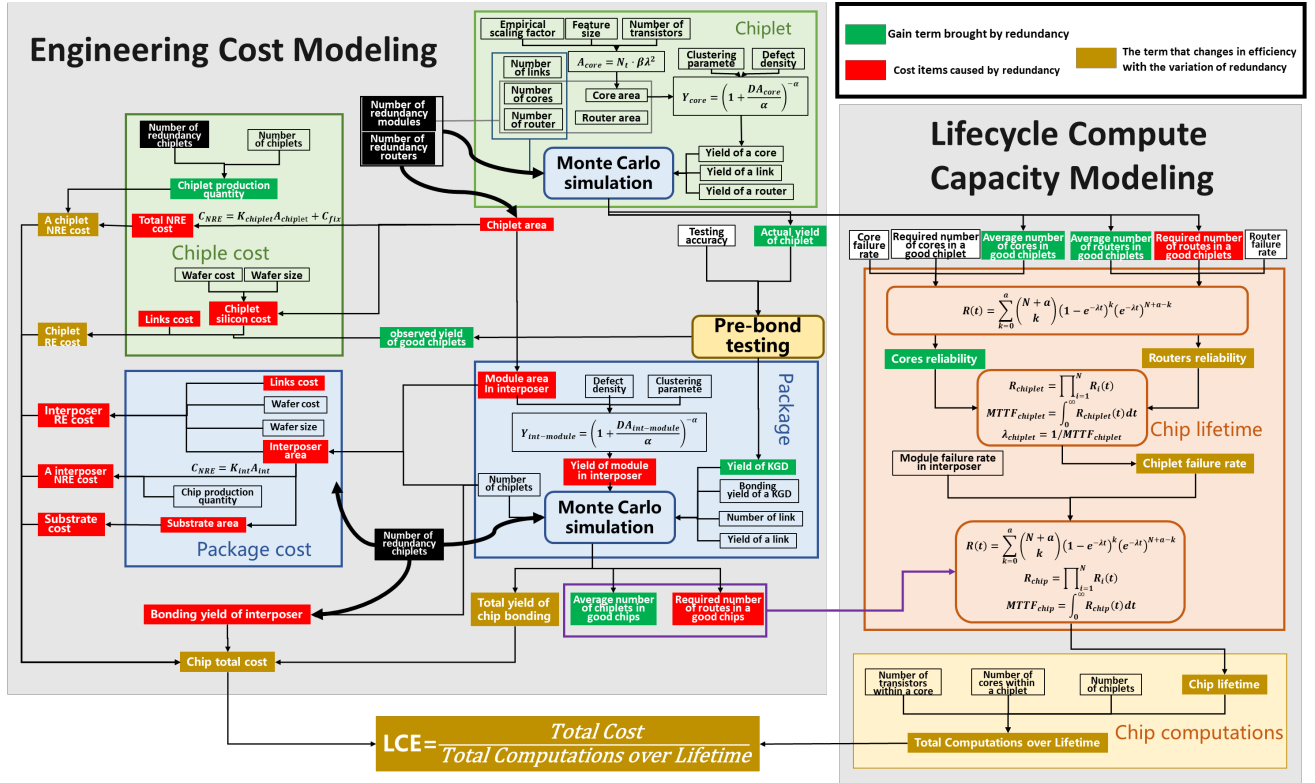 Engineering Cost Modeling
Empirical
scaling factor
Feature
size
Number of
transistors
Chiplet
Number
of links
Number
of cores
Number
of router
A_core = N_t · βλ²
Core area
Router area
Clustering
paramete
Defect
density
Y_core = (1 + DA_core / α)^−α
Yield of a core
Yield of a link
Yield of a router
Monte Carlo
simulation
Number of
redundancy
modules
Number of
redundancy
routers
Gain term brought by redundancy
Cost items caused by redundancy
The term that changes in efficiency
with the variation of redundancy
Number of
redundancy
chiplets
Number
of chiplets
Chiplet production
quantity
A chiplet
NRE cost
Total NRE
cost
C_NRE = K_chiplet A_chiplet + C_fix
Chiple cost
Wafer cost
Wafer size
Chiplet
silicon cost
Links cost
Chiplet
RE cost
Chiplet area
Testing
accuracy
Actual yield
of chiplet
observed yield
of good chiplets
Pre-bond
testing
Links cost
Wafer cost
Wafer size
Interposer
RE cost
Interposer
area
C_NRE = K_int A_int
A interposer
NRE cost
Chip production
quantity
Substrate
cost
Substrate area
Package cost
Module area
In interposer
Defect
density
Clustering
paramete
Package
Y_int−module = (1 + DA_int−module / α)^−α
Yield of module
in interposer
Number
of chiplets
Monte Carlo
simulation
Yield of KGD
Bonding
yield of a KGD
Number of link
Yield of a link
Number of
redundancy
chiplets
Bonding yield of interposer
Total yield of
chip bonding
Average number
of chiplets in
good chips
Required number
of routes in a
good chips
Chip total cost
LCE= Total Cost / Total Computations over Lifetime
Lifecycle Compute
Capacity Modeling
Core
failure
rate
Required number
of cores in a
good chiplet
Average number
of cores in
good chiplets
Average number
of routers in
good chiplets
Required number
of routes in a
good chiplets
Router
failure
rate
R(t) = ∑_{k=0}^{a} (N + a choose k) (1 − e^{−λt})^k (e^{−λt})^{N+a−k}
Cores reliability
Routers reliability
R_chiplet = ∏_{i=1}^{N} R_i(t)
MTTF_chiplet = ∫_0^∞ R_chiplet(t)dt
λ_chiplet = 1/MTTF_chiplet
Chip lifetime
Module failure rate
in interposer
Chiplet failure rate
R(t) = ∑_{k=0}^{a} (N + a choose k) (1 − e^{−λt})^k (e^{−λt})^{N+a−k}
R_chip = ∏_{i=1}^{N} R_i(t)
MTTF_chip = ∫_0^∞ R_chip(t)dt
Number of
transistors
within a core
Number of
cores within
a chiplet
Number
of chiplets
Chip lifetime
Total Computations over Lifetime
Chip computations